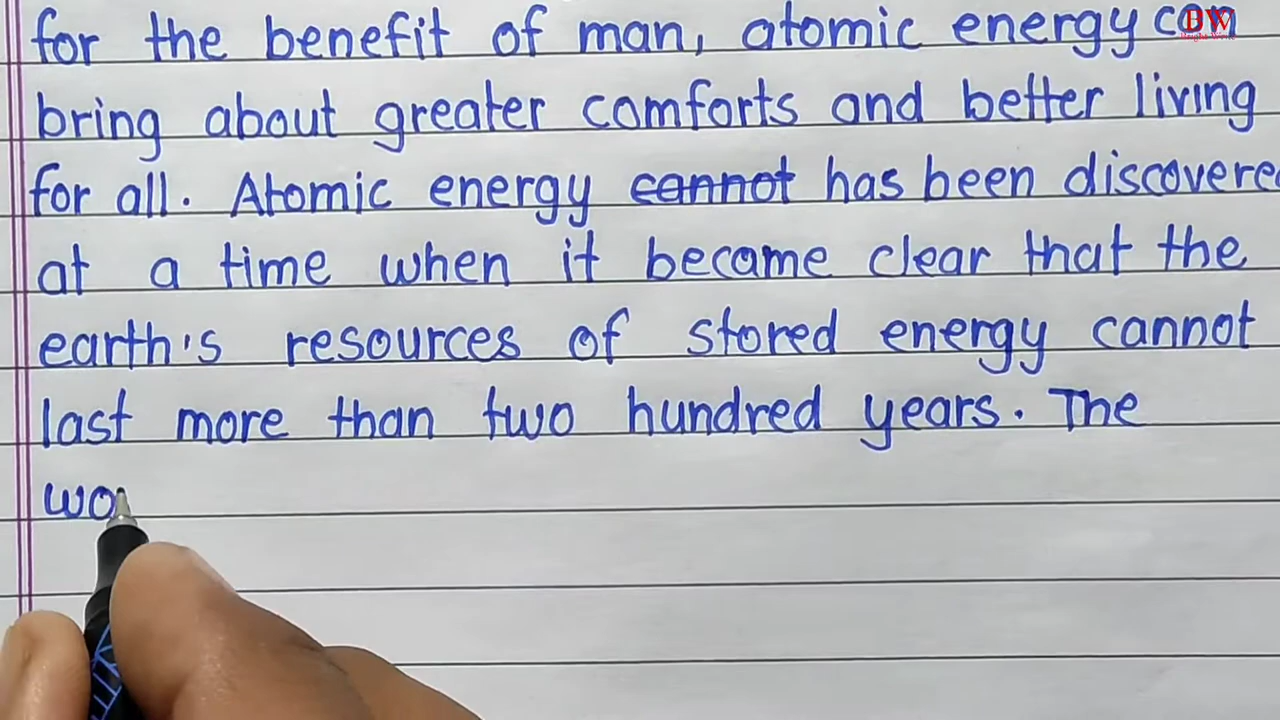 for the benefit of man, atomic energy can
bring about greater comforts and better living
for all. Atomic energy cannot has been discovere
at a time when it became clear that the
earth's resources of stored energy cannot
last more than two hundred years. The
wo